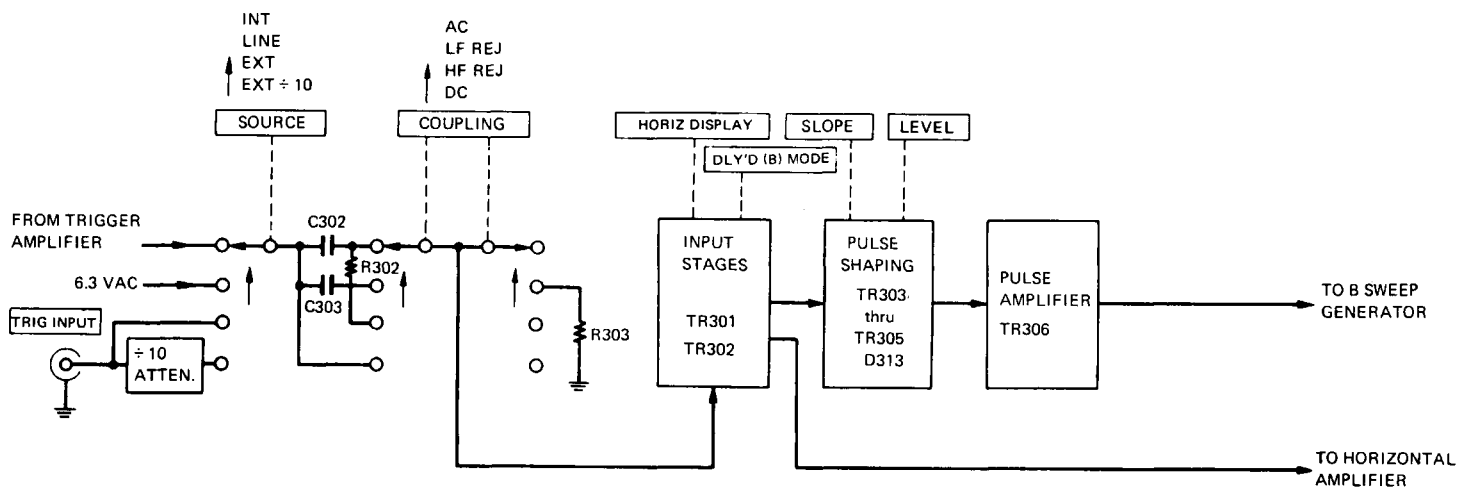 INT
LINE
EXT
EXT ÷ 10
SOURCE
AC
LF REJ
HF REJ
DC
COUPLING
HORIZ DISPLAY
DLY'D (B) MODE
SLOPE
LEVEL
FROM TRIGGER
AMPLIFIER
6.3 VAC
TRIG INPUT
÷ 10
ATTEN.
C302
R302
C303
R303
INPUT
STAGES
TR301
TR302
PULSE
SHAPING
TR303
thru
TR305
D313
PULSE
AMPLIFIER
TR306
TO B SWEEP
GENERATOR
TO HORIZONTAL
AMPLIFIER